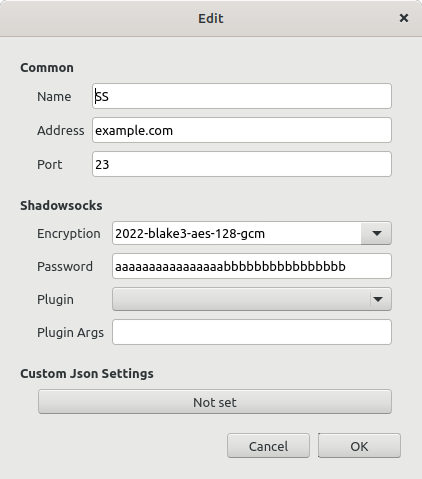 Edit
Common
Name SS
Address example.com
Port 23
Shadowsocks
Encryption 2022-blake3-aes-128-gcm
Password aaaaaaaaaaaaaaaabbbbbbbbbbbbbbbb
Plugin
Plugin Args
Custom Json Settings
Not set
Cancel OK